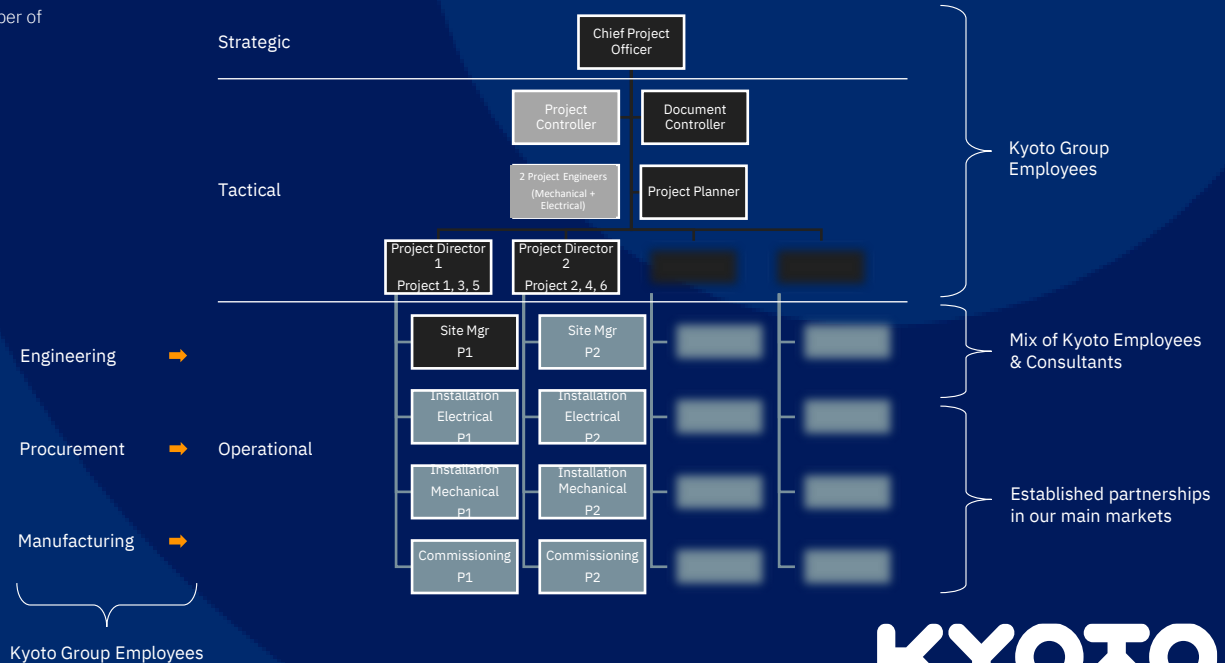 Strategic
Chief Project
Officer
Project
Controller
Document
Controller
Kyoto Group
Employees
Tactical
2 Project Engineers
(Mechanical +
Electrical)
Project Planner
Project Director
1
Project 1, 3, 5
Project Director
2
Project 2, 4, 6
Engineering
Site Mgr
P1
Site Mgr
P2
Mix of Kyoto Employees
& Consultants
Procurement
Operational
Installation
Electrical
P1
Installation
Electrical
P2
Installation
Mechanical
P1
Installation
Mechanical
P2
Established partnerships
in our main markets
Manufacturing
Commissioning
P1
Commissioning
P2
Kyoto Group Employees
KYOTO